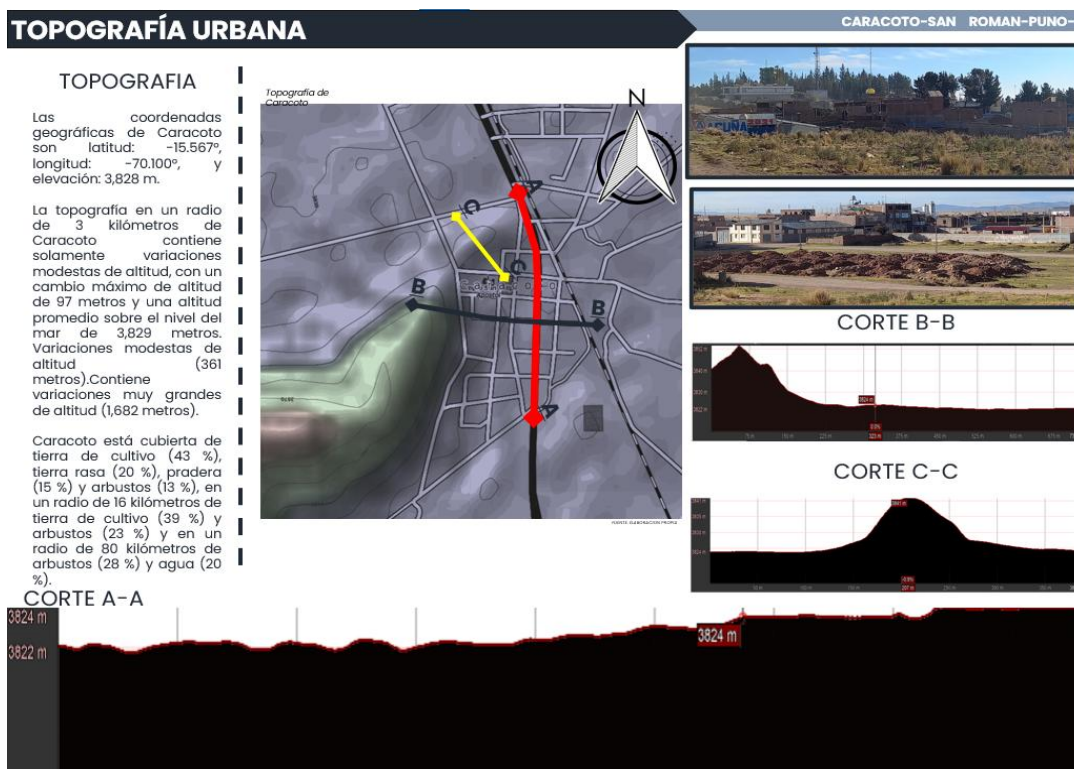 TOPOGRAFÍA URBANA
CARACOTO-SAN ROMAN-PUNO-
TOPOGRAFIA
Las coordenadas
geográficas de Caracoto
son latitud: -15.567°,
longitud: -70.100°, y
elevación: 3,828 m.
La topografía en un radio
de 3 kilómetros de
Caracoto contiene
solamente variaciones
modestas de altitud, con un
cambio máximo de altitud
de 97 metros y una altitud
promedio sobre el nivel del
mar de 3,829 metros.
Variaciones modestas de
altitud (361
metros).Contiene
variaciones muy grandes
de altitud (1,682 metros).
Caracoto está cubierta de
tierra de cultivo (43 %),
tierra rasa (20 %), pradera
(15 %) y arbustos (13 %), en
un radio de 16 kilómetros de
tierra de cultivo (39 %) y
arbustos (23 %) y en un
radio de 80 kilómetros de
arbustos (28 %) y agua (20
%).
Topografía de
Caracoto
N
A
C
C
B
B
A
FUENTE: ELABORACION PROPIA
CORTE B-B
3824 m
CORTE C-C
CORTE A-A
3824 m
3822 m
3824 m